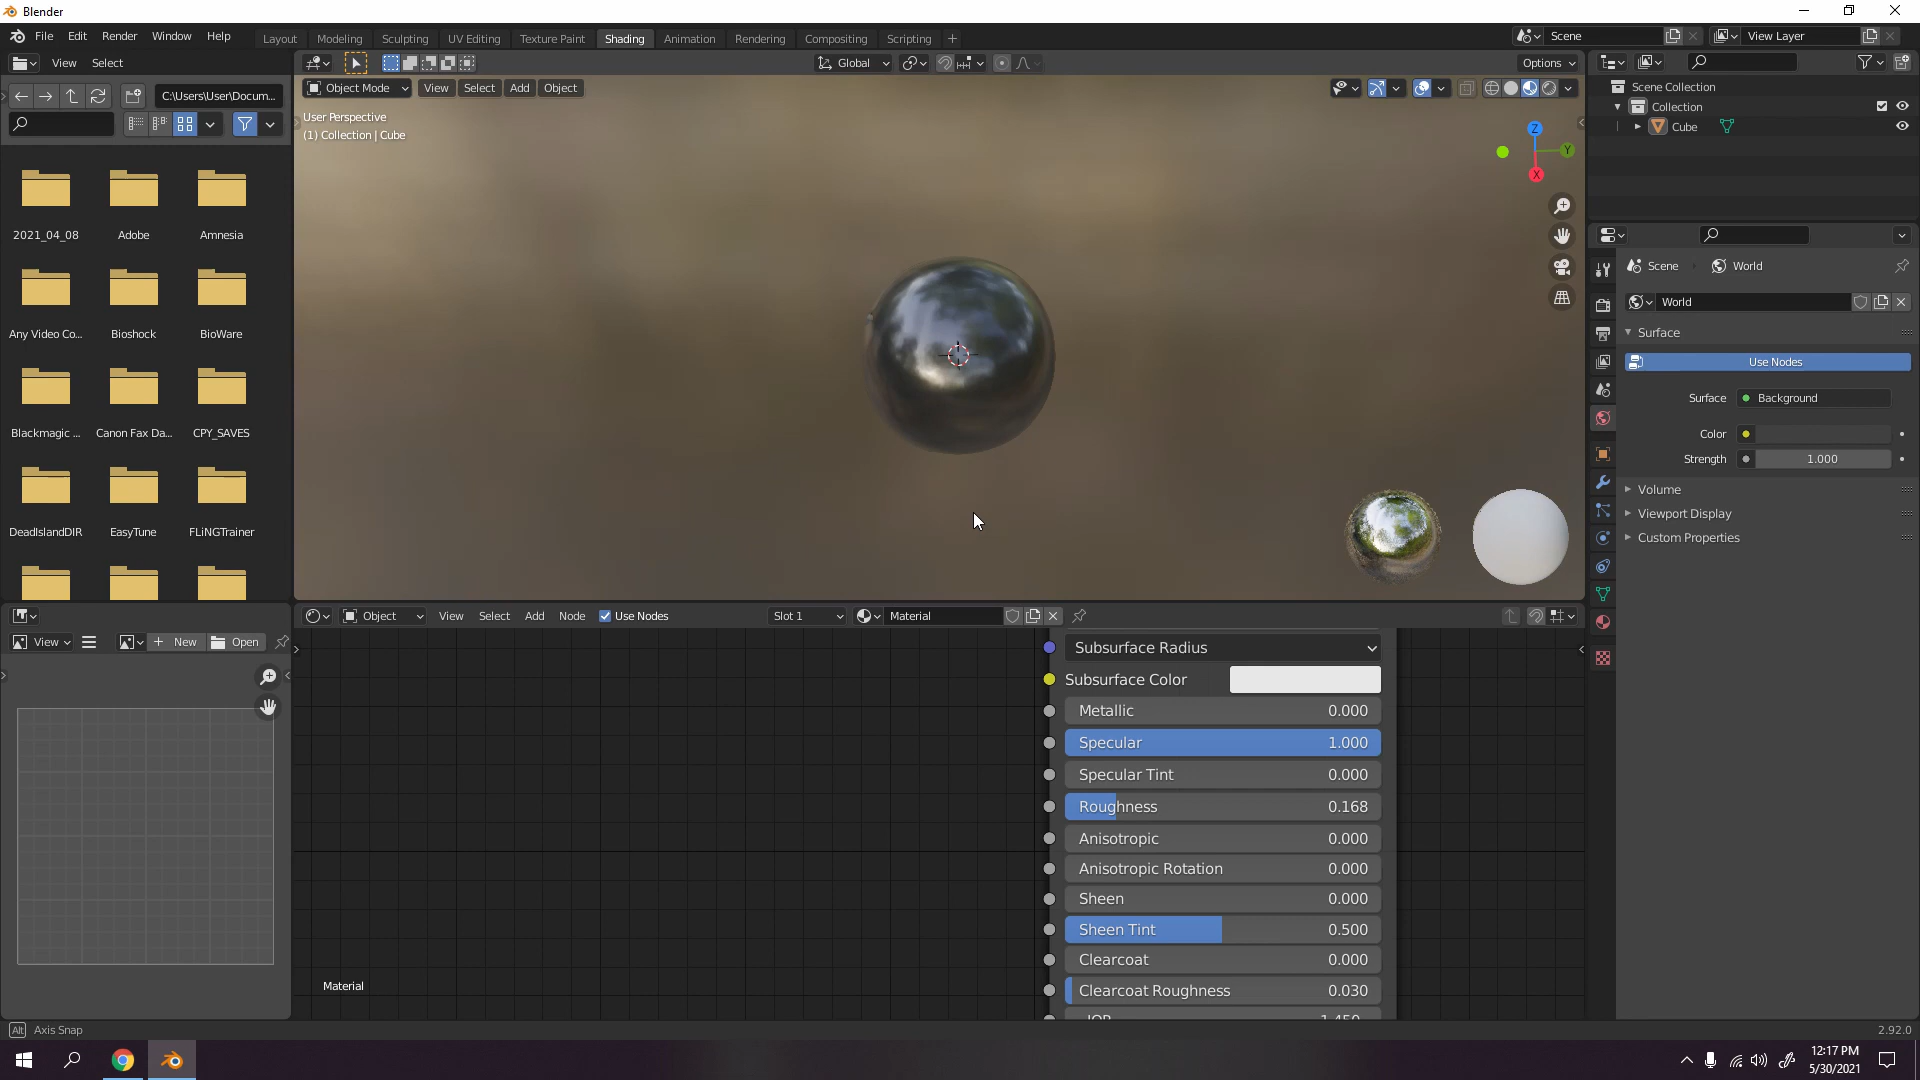 Blender
File Edit Render Window Help
Layout Modeling Sculpting UV Editing Texture Paint Shading Animation Rendering Compositing Scripting
Scene
View Layer
View Select
Global
Options
C:\Users\User\Docum...
Object Mode View Select Add Object
User Perspective
(1) Collection | Cube
Z
Y
X
2021_04_08 Adobe Amnesia
Any Video Co... Bioshock BioWare
Blackmagic ... Canon Fax Da... CPY_SAVES
DeadIslandDIR EasyTune FLiNGTrainer
Scene Collection
Collection
Cube
Scene World
World
Surface
Use Nodes
Surface Background
Color
Strength 1.000
Volume
Viewport Display
Custom Properties
Object View Select Add Node Use Nodes Slot 1 Material
View New Open
Subsurface Radius
Subsurface Color
Metallic 0.000
Specular 1.000
Specular Tint 0.000
Roughness 0.168
Anisotropic 0.000
Anisotropic Rotation 0.000
Sheen 0.000
Sheen Tint 0.500
Clearcoat 0.000
Clearcoat Roughness 0.030
IOR 1.450
Material
Alt Axis Snap
2.92.0
12:17 PM
5/30/2021